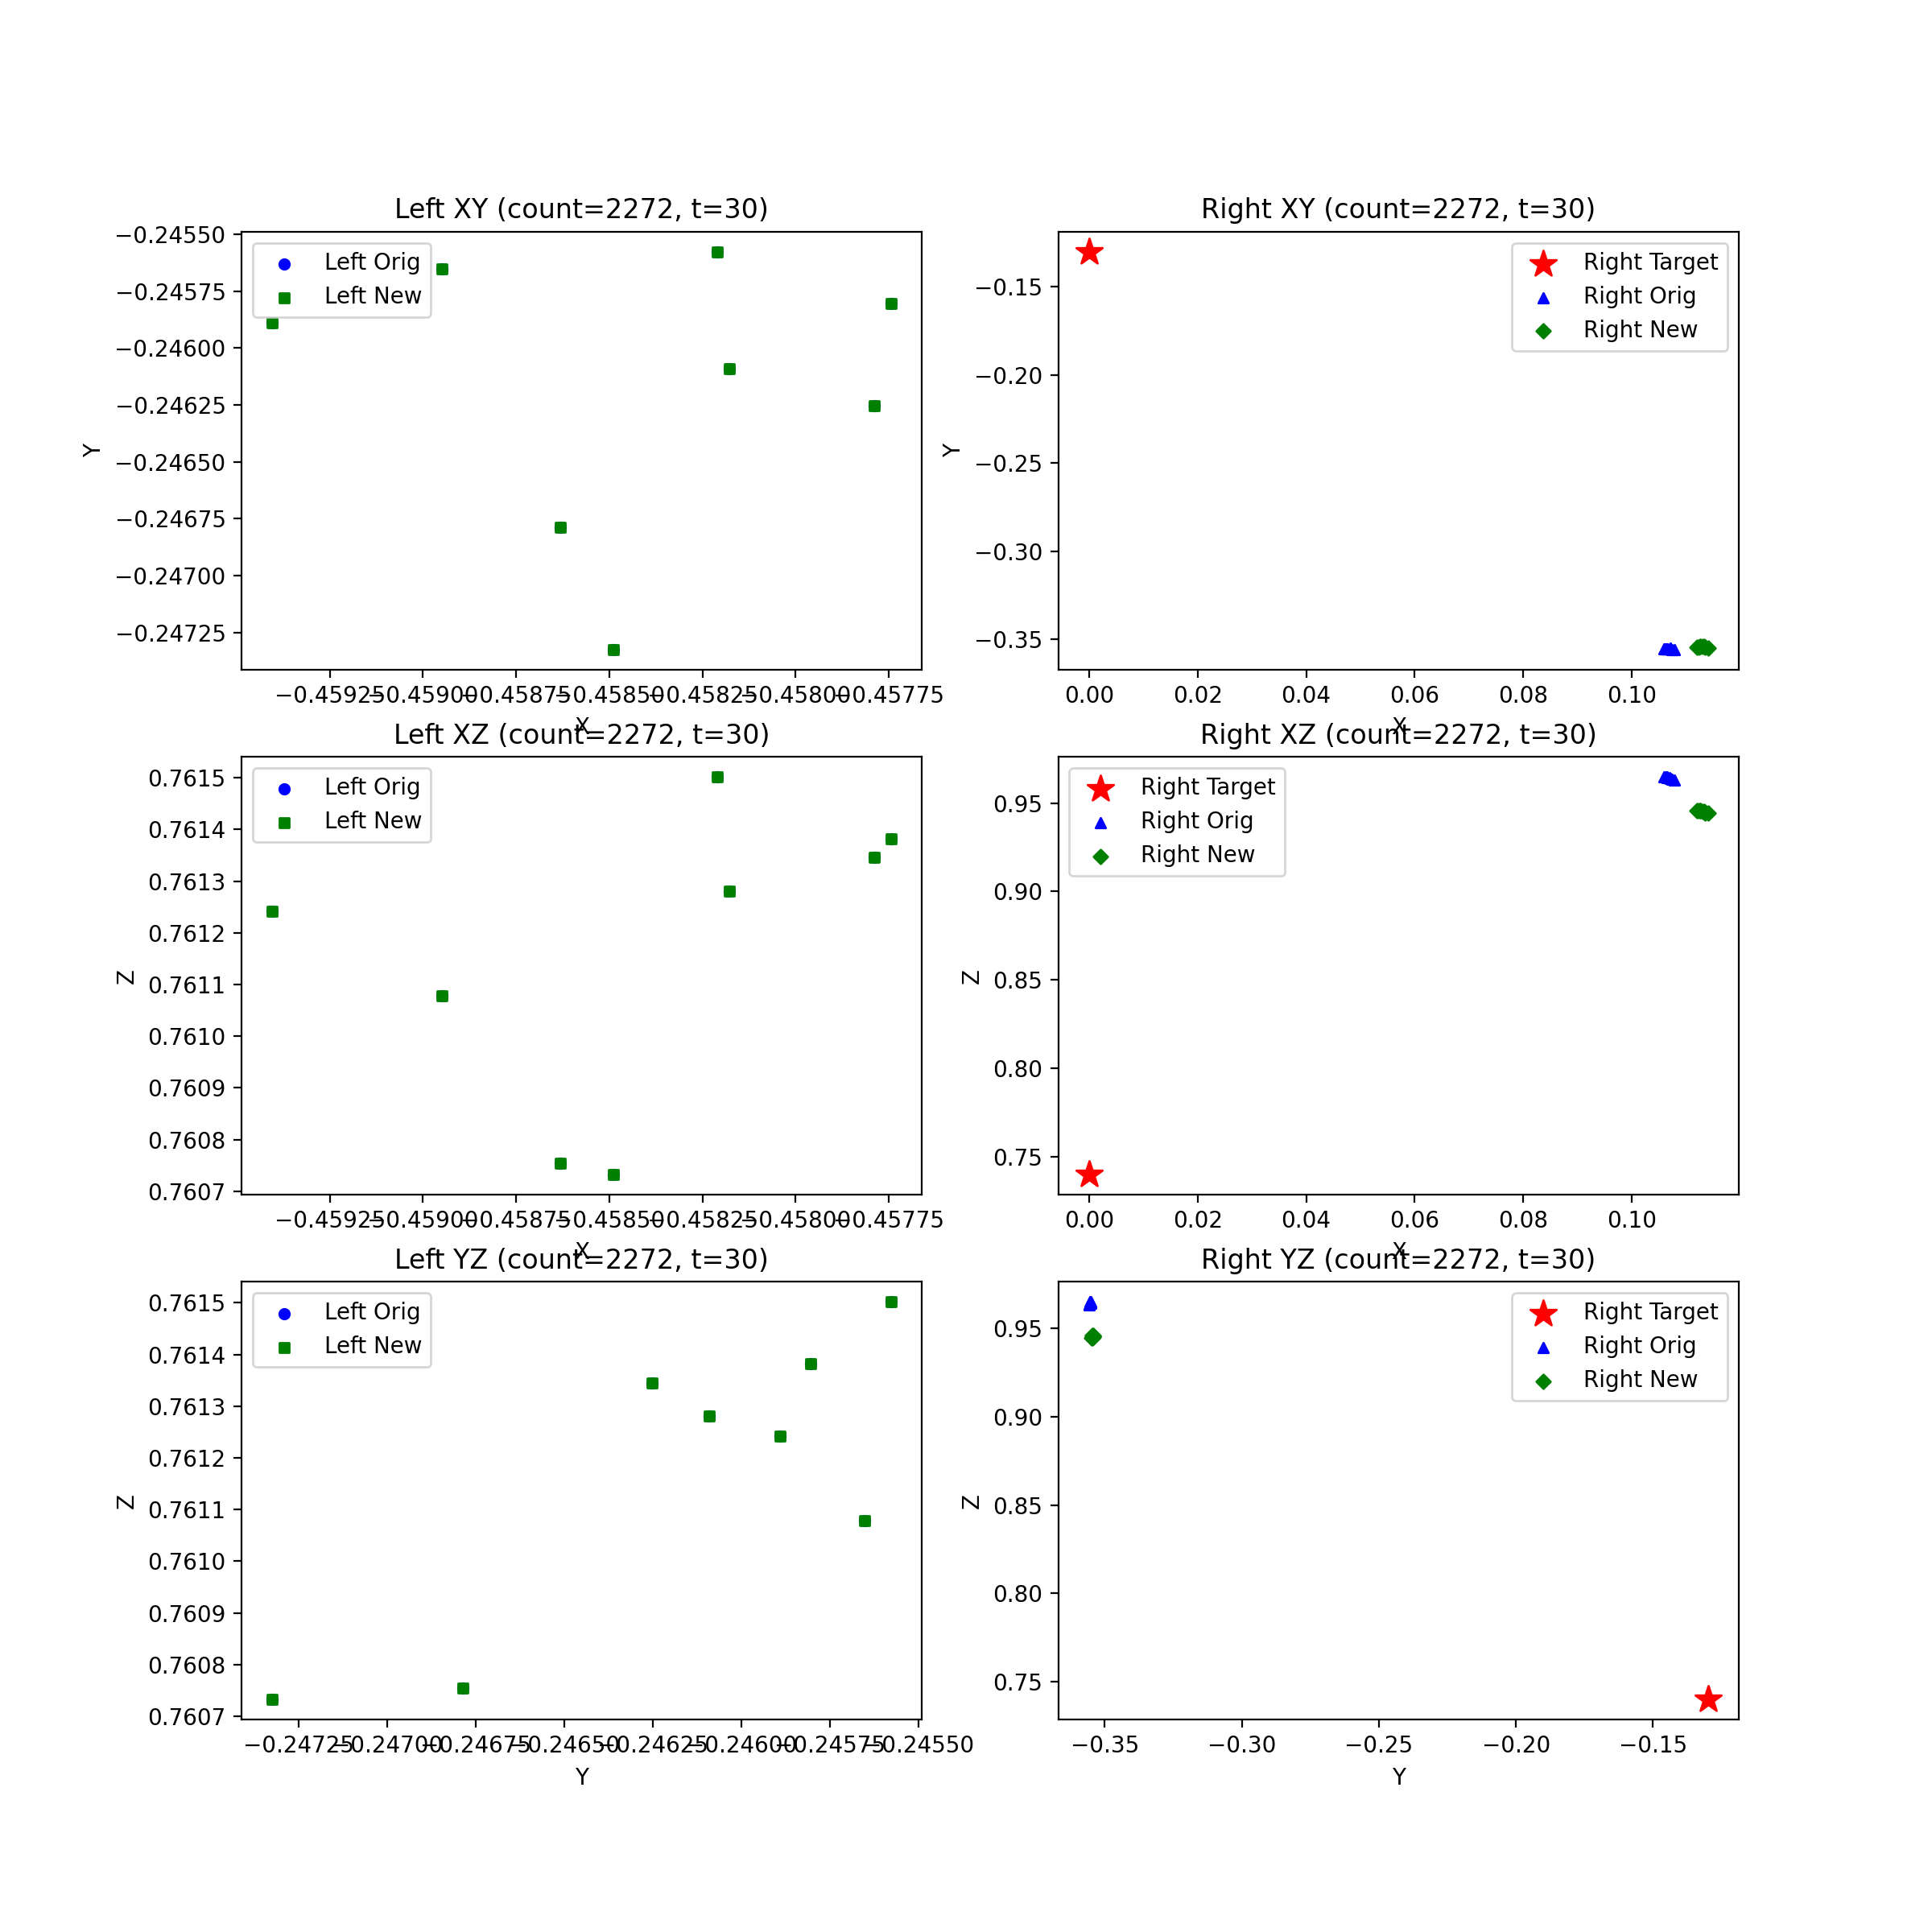 Left XY (count=2272, t=30)
Left Orig
Left New
−0.24550
−0.24575
−0.24600
−0.24625
−0.24650
−0.24675
−0.24700
−0.24725
Y
−0.45925
−0.45900
−0.45875
−0.45850
−0.45825
−0.45800
−0.45775
X
Right XY (count=2272, t=30)
Right Target
Right Orig
Right New
−0.15
−0.20
−0.25
−0.30
−0.35
Y
0.00 0.02 0.04 0.06 0.08 0.10
X
Left XZ (count=2272, t=30)
Left Orig
Left New
0.7615
0.7614
0.7613
0.7612
0.7611
0.7610
0.7609
0.7608
0.7607
Z
−0.45925
−0.45900
−0.45875
−0.45850
−0.45825
−0.45800
−0.45775
X
Right XZ (count=2272, t=30)
Right Target
Right Orig
Right New
0.95
0.90
0.85
0.80
0.75
Z
0.00 0.02 0.04 0.06 0.08 0.10
X
Left YZ (count=2272, t=30)
Left Orig
Left New
0.7615
0.7614
0.7613
0.7612
0.7611
0.7610
0.7609
0.7608
0.7607
Z
−0.24725
−0.24700
−0.24675
−0.24650
−0.24625
−0.24600
−0.24575
−0.24550
Y
Right YZ (count=2272, t=30)
Right Target
Right Orig
Right New
0.95
0.90
0.85
0.80
0.75
Z
−0.35 −0.30 −0.25 −0.20 −0.15
Y